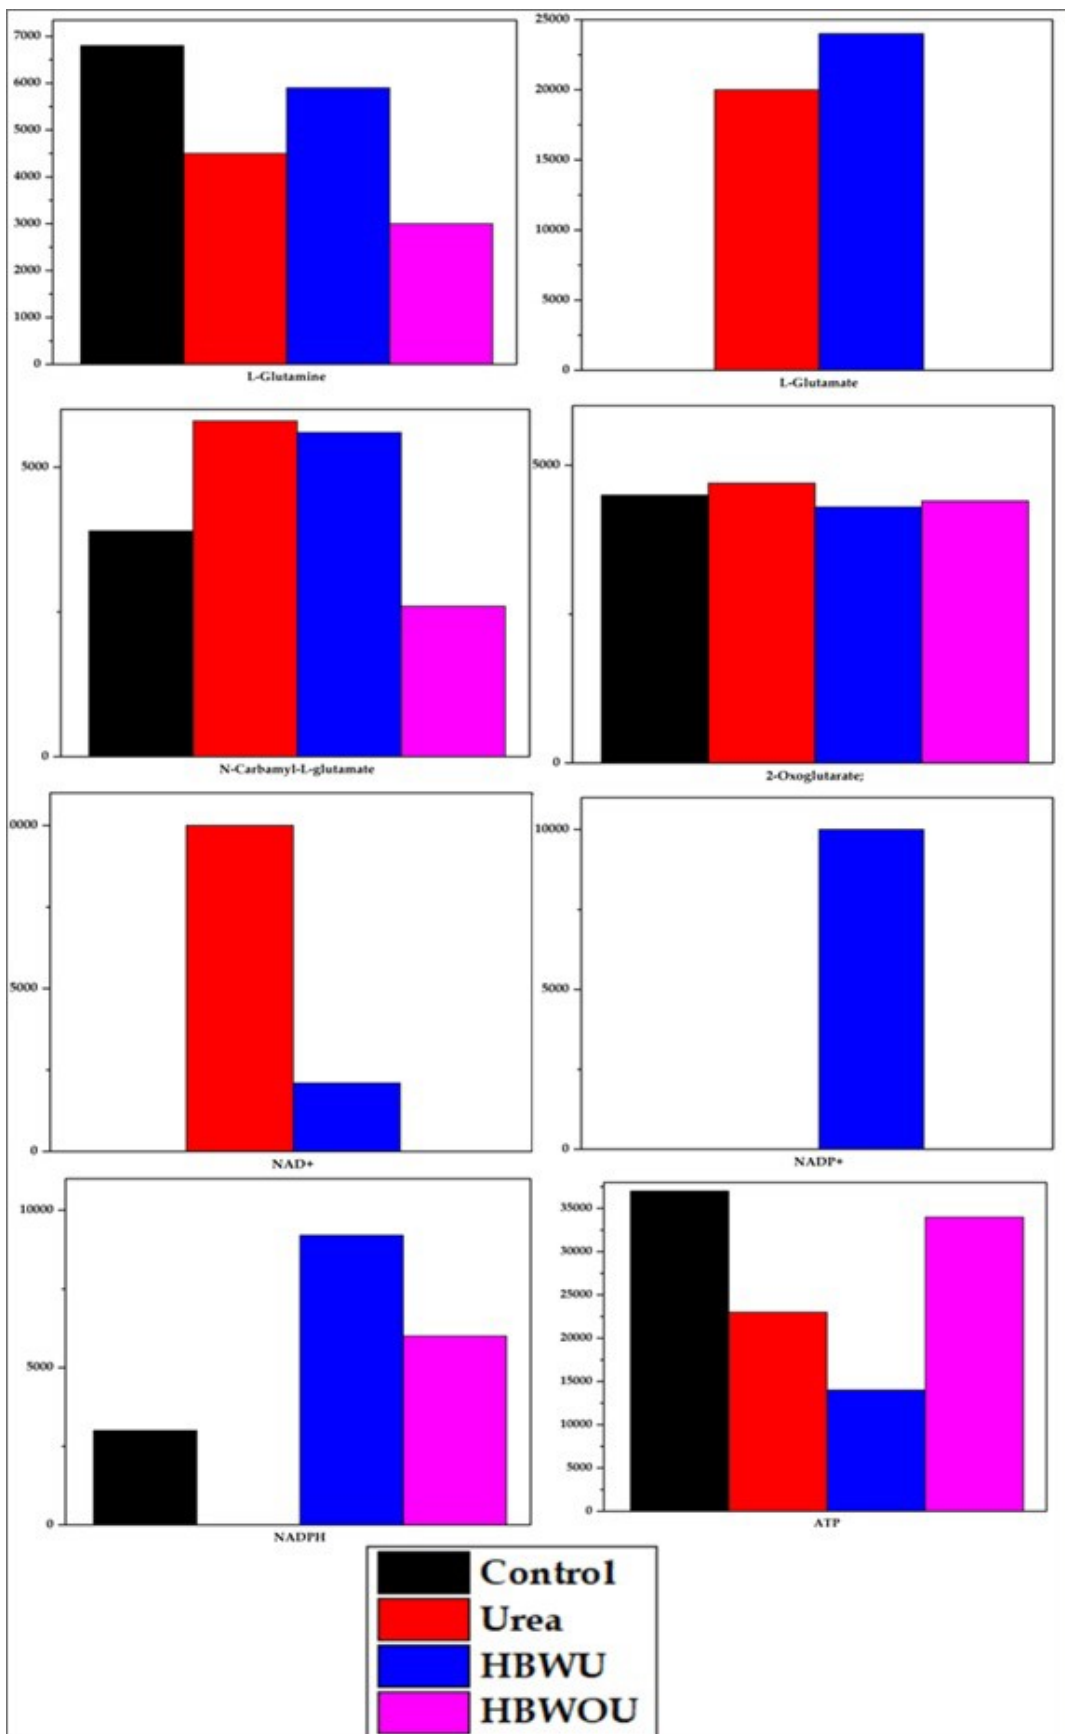 7000
6000
5000
4000
3000
2000
1000
0
L-Glutamine
25000
20000
15000
10000
5000
0
L-Glutamate
5000
0
N-Carbamyl-L-glutamate
5000
0
2-Oxoglutarate;
0000
5000
0
NAD+
10000
5000
0
NADP+
10000
5000
0
NADPH
35000
30000
25000
20000
15000
10000
5000
0
ATP
Control
Urea
HBWU
HBWOU